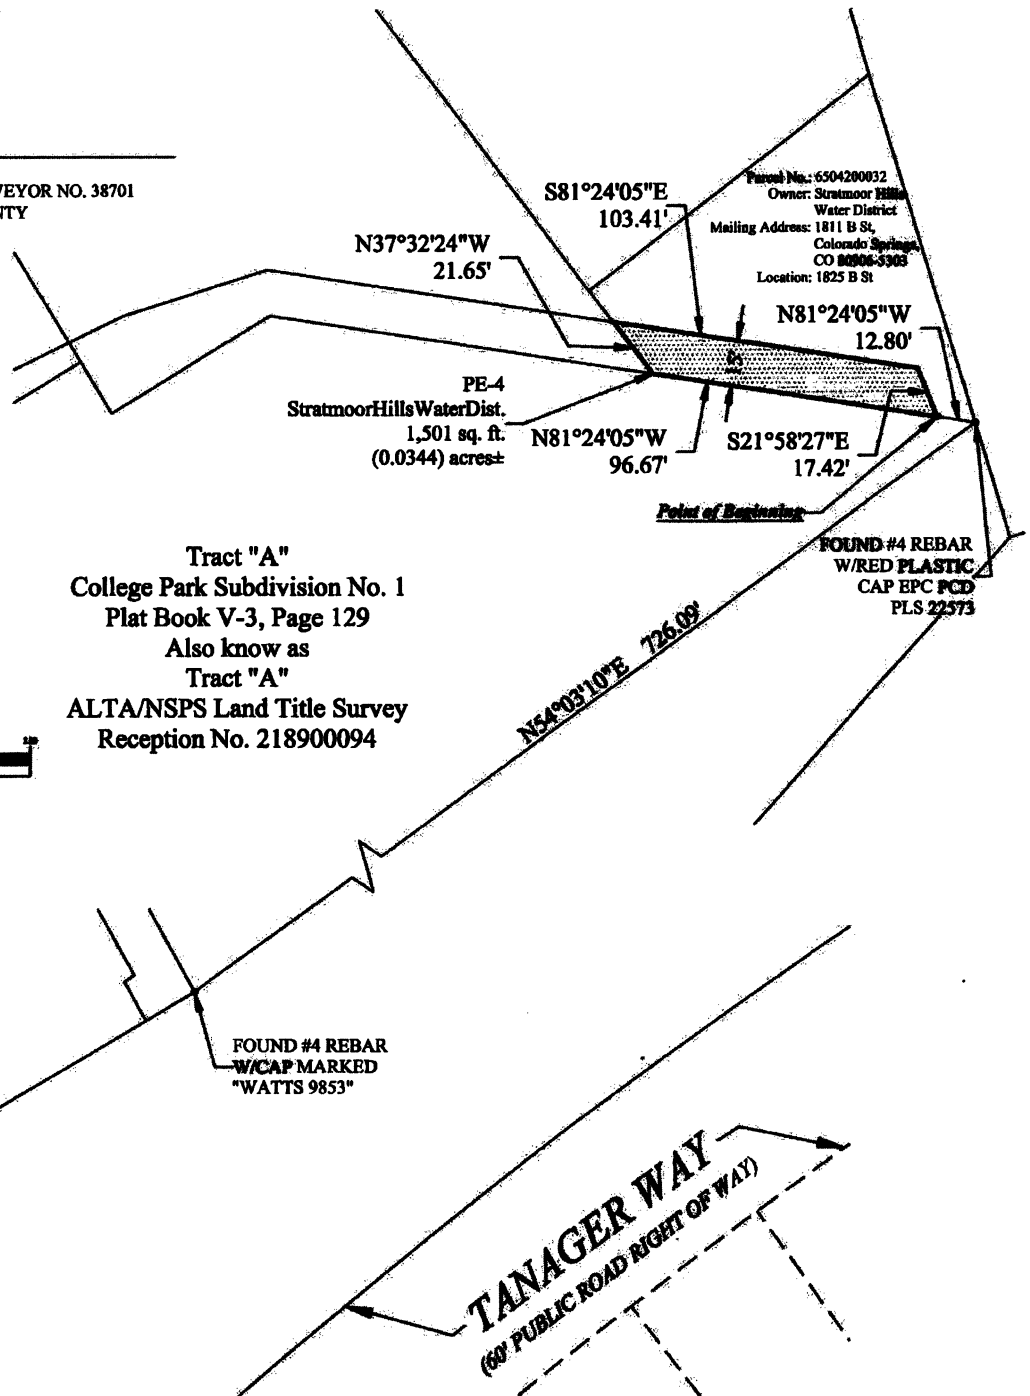 VEYOR NO. 38701
NTY
S81°24'05"E
103.41'
Parcel No.: 6504200032
Owner: Stratmoor Hills
Water District
Mailing Address: 1811 B St,
Colorado Springs,
CO 80906-5303
Location: 1825 B St
N37°32'24"W
21.65'
N81°24'05"W
12.80'
15'
PE-4
StratmoorHillsWaterDist.
1,501 sq. ft.
(0.0344) acres±
N81°24'05"W
96.67'
S21°58'27"E
17.42'
Point of Beginning
FOUND #4 REBAR
W/RED PLASTIC
CAP EPC PCD
PLS 22573
Tract "A"
College Park Subdivision No. 1
Plat Book V-3, Page 129
Also know as
Tract "A"
ALTA/NSPS Land Title Survey
Reception No. 218900094
N54°03'10"E 726.09'
FOUND #4 REBAR
W/CAP MARKED
"WATTS 9853"
TANAGER WAY
(60' PUBLIC ROAD RIGHT OF WAY)